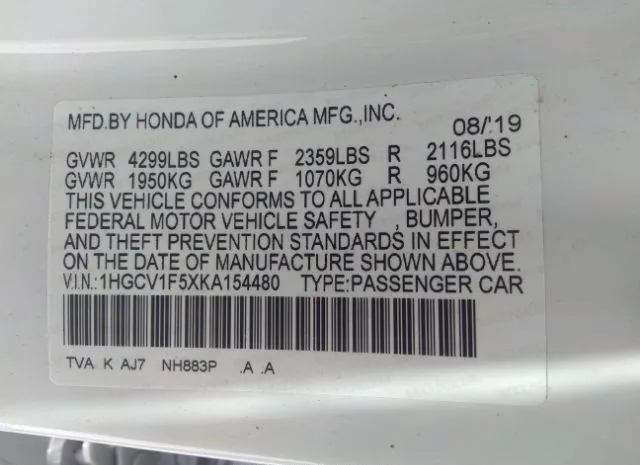 MFD.BY HONDA OF AMERICA MFG.,INC. 08/'19
GVWR 4299LBS GAWR F 2359LBS R 2116LBS
GVWR 1950KG GAWR F 1070KG R 960KG
THIS VEHICLE CONFORMS TO ALL APPLICABLE
FEDERAL MOTOR VEHICLE SAFETY , BUMPER,
AND THEFT PREVENTION STANDARDS IN EFFECT
ON THE DATE OF MANUFACTURE SHOWN ABOVE.
V.I.N.:1HGCV1F5XKA154480 TYPE:PASSENGER CAR
TVA K AJ7 NH883P .A .A